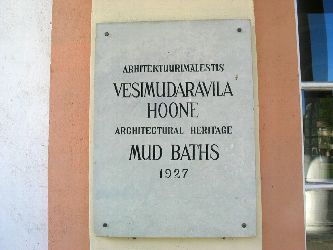 ARHITEKTUURIMÄLESTIS
VESIMUDARAVILA
HOONE
ARCHITECTURAL HERITAGE
MUD BATHS
1927